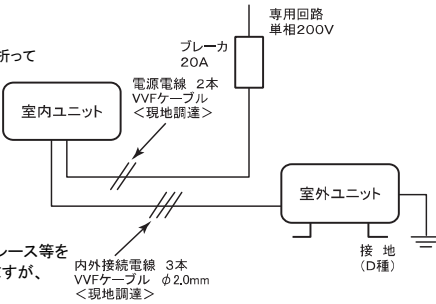 専用回路
単相200V
ブレーカ
20A
折って
電源電線 2本
VVFケーブル
＜現地調達＞
室内ユニット
室外ユニット
接 地
(D種)
レース等を
すが、
内外接続電線 3本
VVFケーブル φ2.0mm
＜現地調達＞